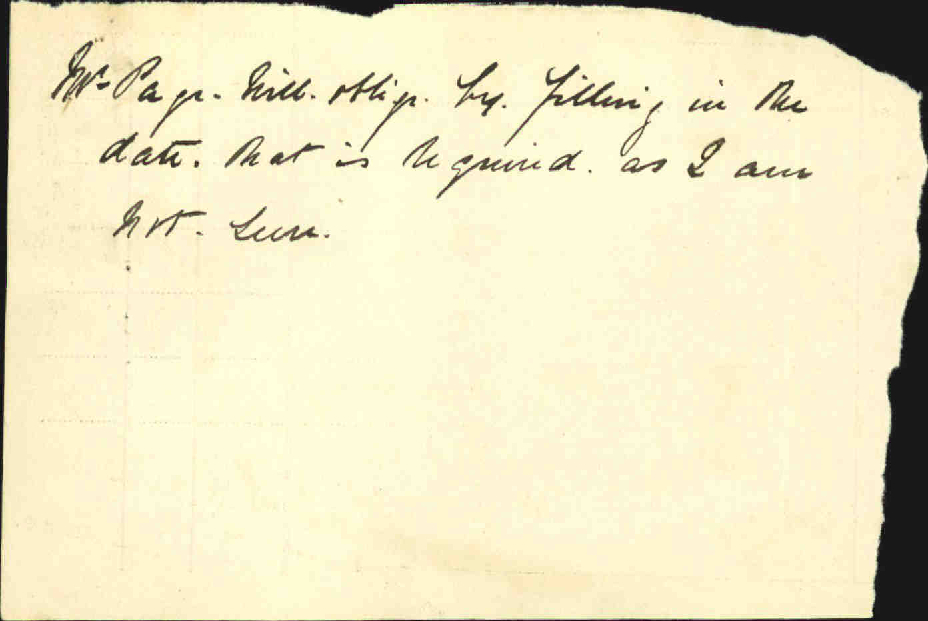 Mr Page. Will. oblige. by. filling in the
date. that is required. as I am
not. sure.